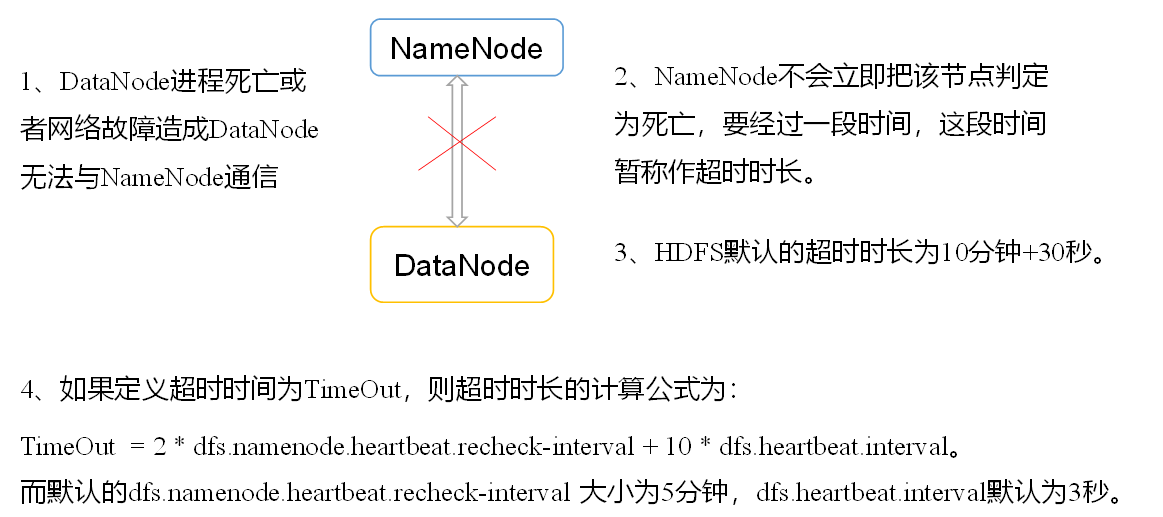 NameNode
1、DataNode进程死亡或
者网络故障造成DataNode
无法与NameNode通信
2、NameNode不会立即把该节点判定
为死亡，要经过一段时间，这段时间
暂称作超时时长。
3、HDFS默认的超时时长为10分钟+30秒。
DataNode
4、如果定义超时时间为TimeOut，则超时时长的计算公式为：
TimeOut = 2 * dfs.namenode.heartbeat.recheck-interval + 10 * dfs.heartbeat.interval。
而默认的dfs.namenode.heartbeat.recheck-interval 大小为5分钟，dfs.heartbeat.interval默认为3秒。